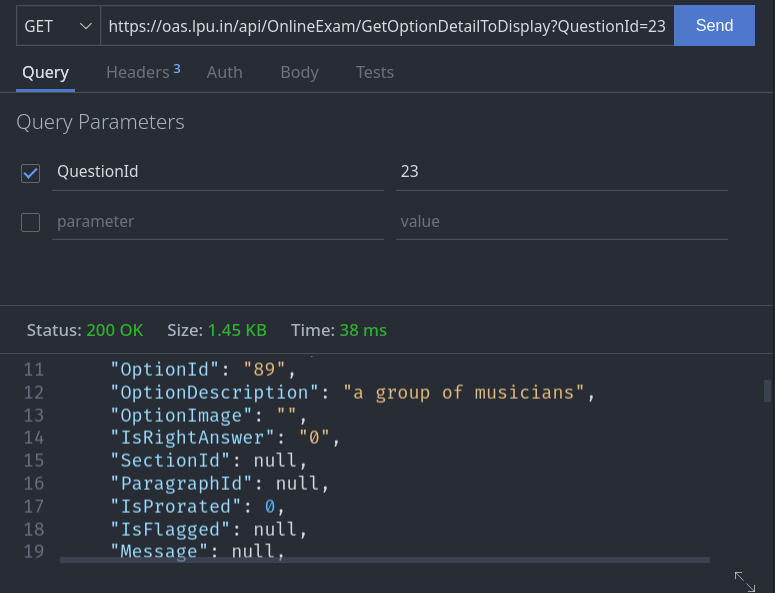 GET https://oas.lpu.in/api/OnlineExam/GetOptionDetailToDisplay?QuestionId=23 Send
Query Headers 3 Auth Body Tests
Query Parameters
QuestionId 23
parameter value
Status: 200 OK Size: 1.45 KB Time: 38 ms
11 "OptionId": "89",
12 "OptionDescription": "a group of musicians",
13 "OptionImage": "",
14 "IsRightAnswer": "0",
15 "SectionId": null,
16 "ParagraphId": null,
17 "IsProrated": 0,
18 "IsFlagged": null,
19 "Message": null,